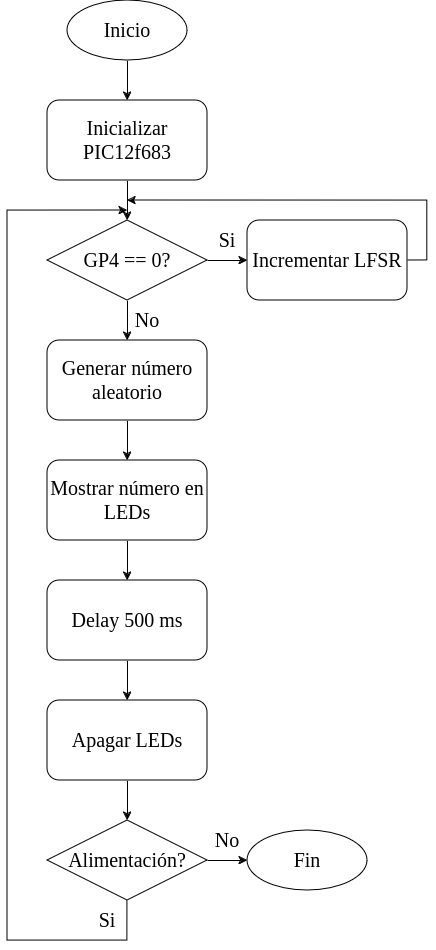 Inicio
Inicializar
PIC12f683
GP4 == 0?
Si
Incrementar LFSR
No
Generar número
aleatorio
Mostrar número en
LEDs
Delay 500 ms
Apagar LEDs
Alimentación?
No
Fin
Si